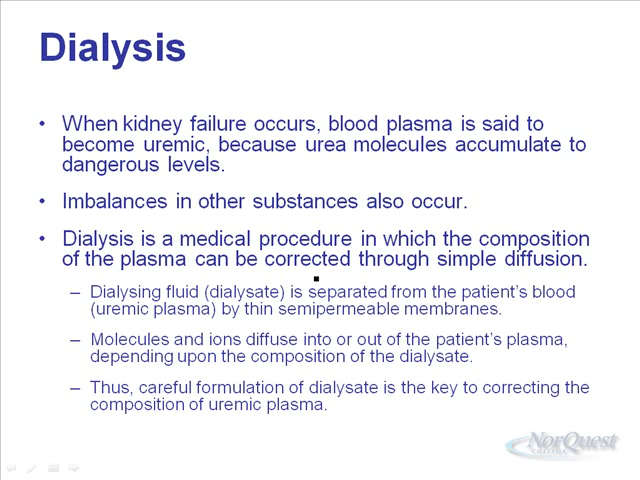 Dialysis
• When kidney failure occurs, blood plasma is said to
become uremic, because urea molecules accumulate to
dangerous levels.
• Imbalances in other substances also occur.
• Dialysis is a medical procedure in which the composition
of the plasma can be corrected through simple diffusion.
– Dialysing fluid (dialysate) is separated from the patient's blood
(uremic plasma) by thin semipermeable membranes.
– Molecules and ions diffuse into or out of the patient's plasma,
depending upon the composition of the dialysate.
– Thus, careful formulation of dialysate is the key to correcting the
composition of uremic plasma.
NorQuest
COLLEGE